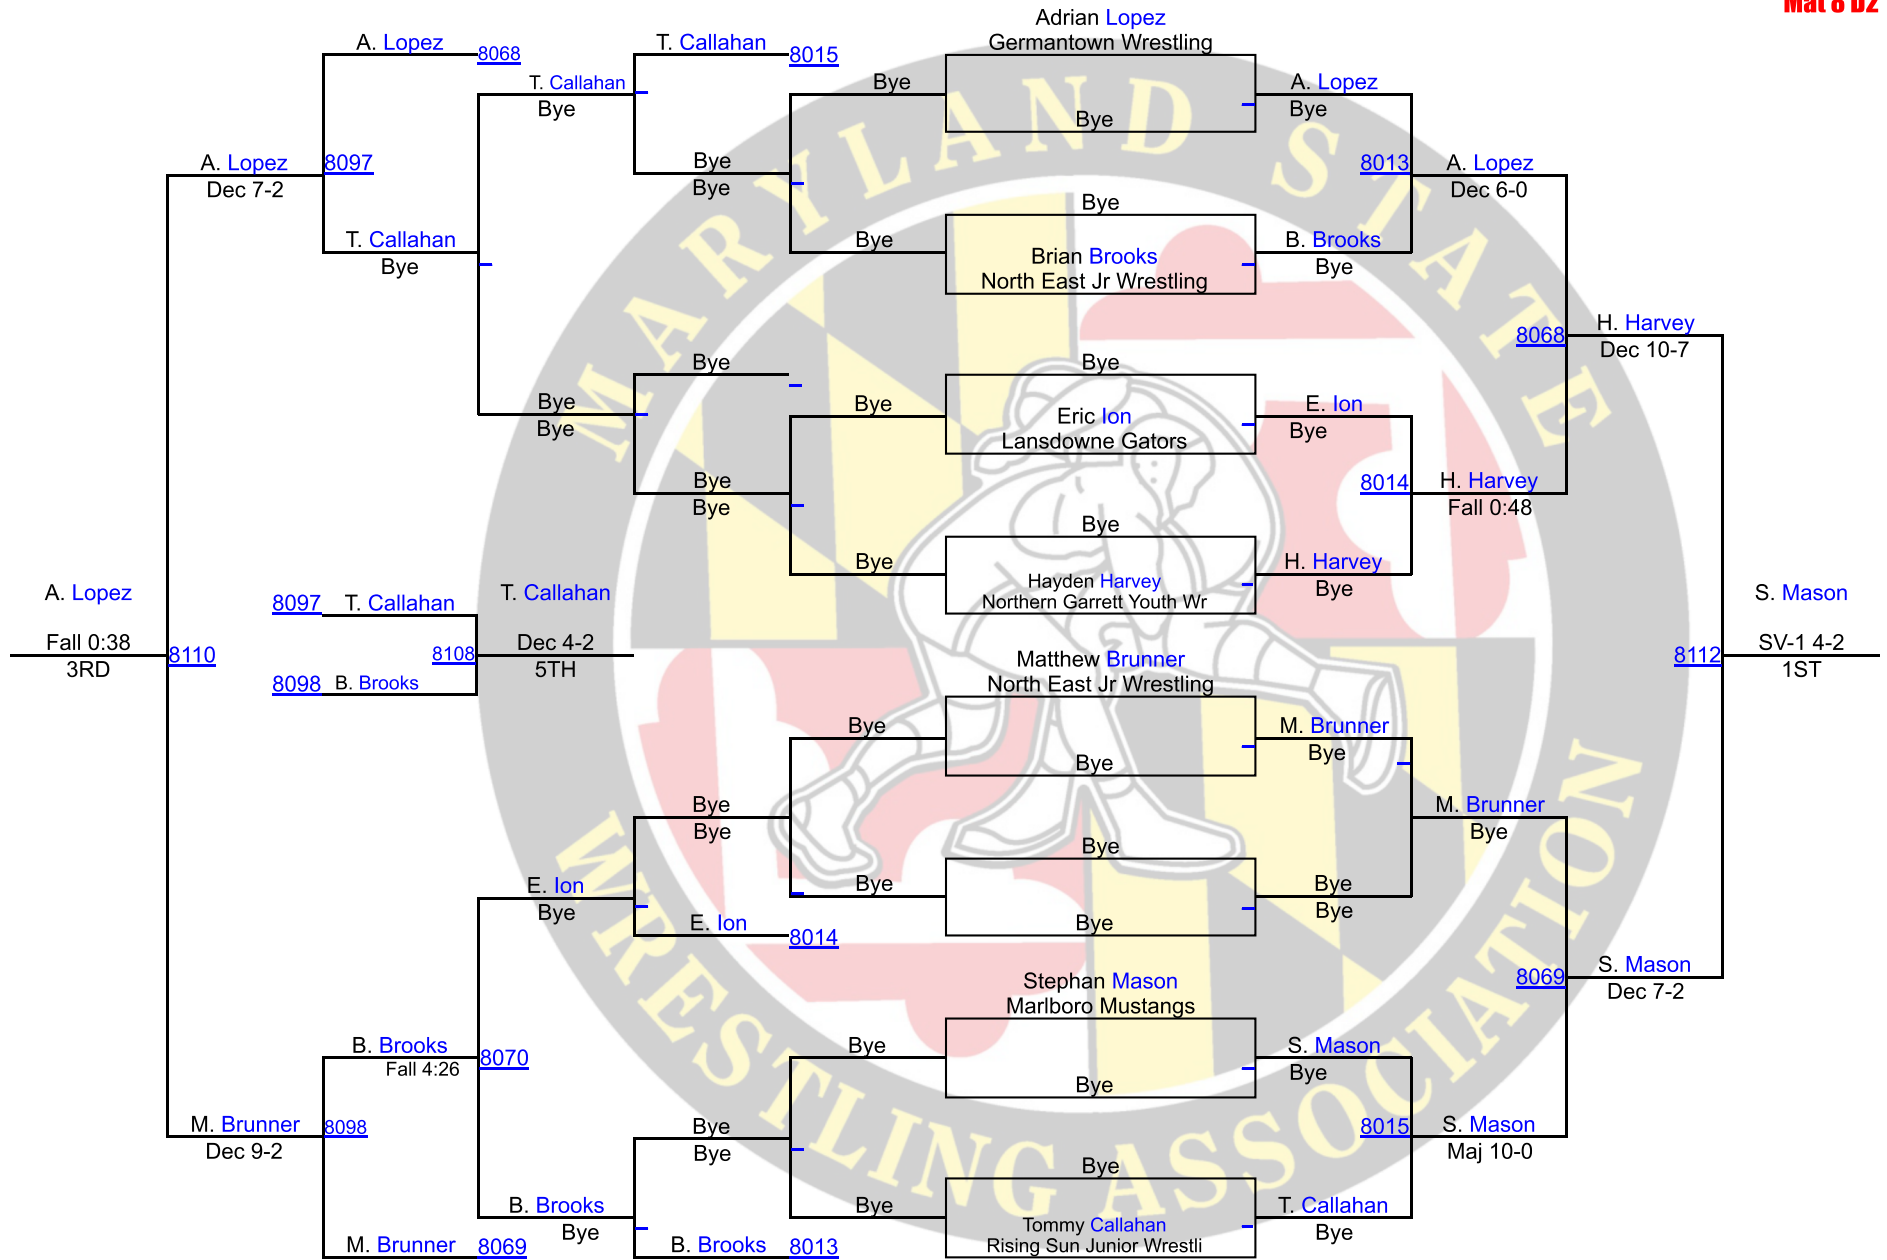 Mat 8 D2
Adrian Lopez
Germantown Wrestling
A. Lopez
8068
T. Callahan
8015
T. Callahan
Bye
Bye
Bye
A. Lopez
Bye
A. Lopez
Dec 7-2
8097
Bye
Bye
8013
A. Lopez
Dec 6-0
Bye
Brian Brooks
North East Jr Wrestling
Bye
B. Brooks
Bye
T. Callahan
Bye
8068
H. Harvey
Dec 10-7
Bye
Bye
Bye
Bye
Bye
Eric Ion
Lansdowne Gators
E. Ion
Bye
Bye
Bye
8014
H. Harvey
Fall 0:48
Bye
Bye
Hayden Harvey
Northern Garrett Youth Wr
H. Harvey
Bye
A. Lopez
Fall 0:38
3RD
8110
8097
T. Callahan
8098
B. Brooks
8108
T. Callahan
Dec 4-2
5TH
S. Mason
SV-1 4-2
1ST
8112
Matthew Brunner
North East Jr Wrestling
Bye
Bye
M. Brunner
Bye
Bye
Bye
M. Brunner
Bye
Bye
Bye
Bye
Bye
Bye
E. Ion
Bye
E. Ion
8014
8069
S. Mason
Dec 7-2
Stephan Mason
Marlboro Mustangs
Bye
Bye
S. Mason
Bye
B. Brooks
Fall 4:26
8070
M. Brunner
Dec 9-2
8098
Bye
Bye
8015
S. Mason
Maj 10-0
Bye
Bye
Tommy Callahan
Rising Sun Junior Wrestli
T. Callahan
Bye
B. Brooks
Bye
M. Brunner
8069
B. Brooks
8013
MARYLAND STATE
WRESTLING ASSOCIATION